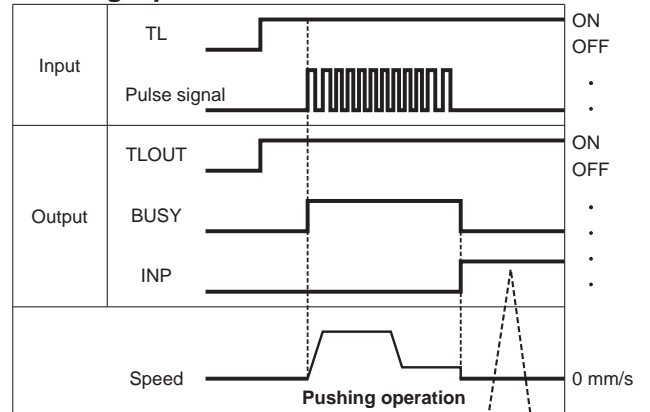 Input
TL
ON
OFF
Pulse signal
Output
TLOUT
ON
OFF
BUSY
INP
Speed
0 mm/s
Pushing operation